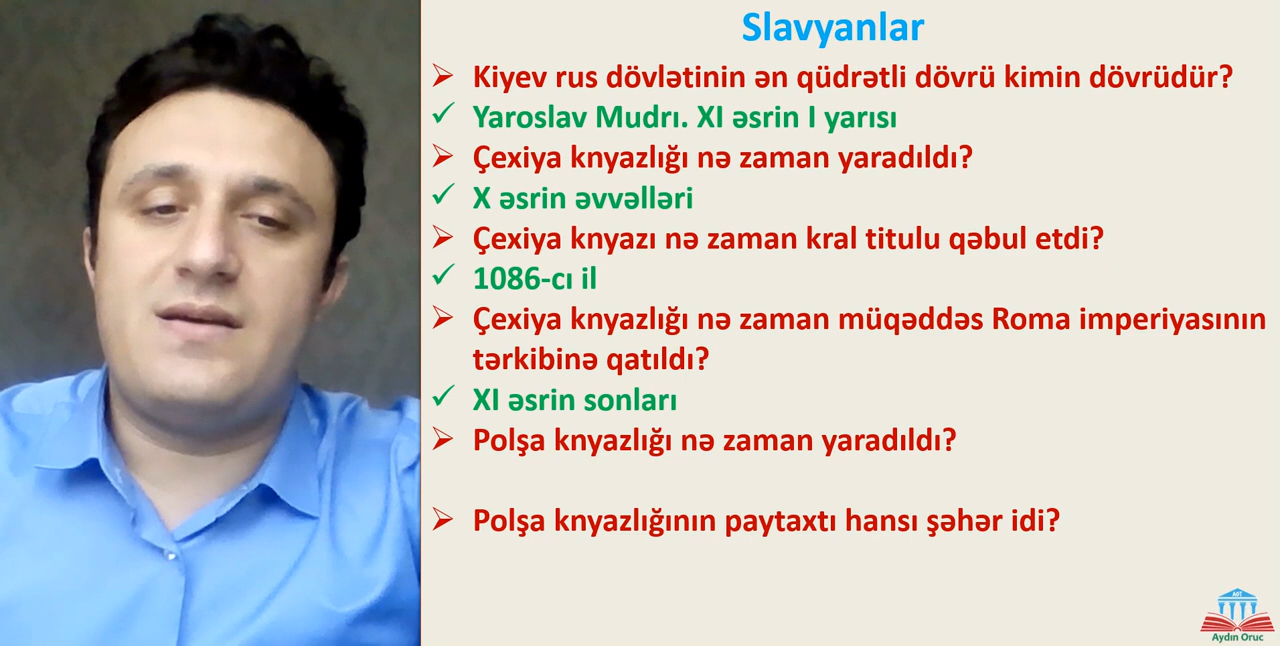 Slavyanlar
Kiyev rus dövlətinin ən qüdrətli dövrü kimin dövrüdür?
Yaroslav Mudrı. XI əsrin I yarısı
Çexiya knyazlığı nə zaman yaradıldı?
X əsrin əvvəlləri
Çexiya knyazı nə zaman kral titulu qəbul etdi?
1086-cı il
Çexiya knyazlığı nə zaman müqəddəs Roma imperiyasının
tərkibinə qatıldı?
XI əsrin sonları
Polşa knyazlığı nə zaman yaradıldı?
Polşa knyazlığının paytaxtı hansı şəhər idi?
AOT
Aydın Oruc